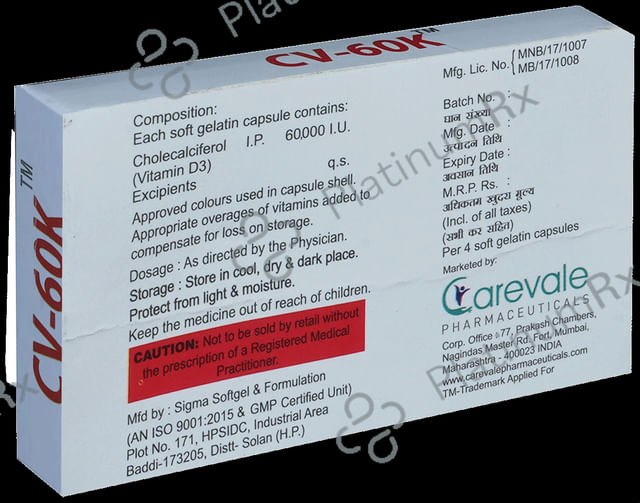 CV-60K™
CV-60K™
Composition:
Each soft gelatin capsule contains:
Cholecalciferol I.P. 60,000 I.U.
(Vitamin D3)
Excipients q.s.
Approved colours used in capsule shell.
Appropriate overages of vitamins added to
compensate for loss on storage.
Dosage : As directed by the Physician.
Storage : Store in cool, dry & dark place.
Protect from light & moisture.
Keep the medicine out of reach of children.
CAUTION: Not to be sold by retail without
the prescription of a Registered Medical
Practitioner.
Mfd by : Sigma Softgel & Formulation
(AN ISO 9001:2015 & GMP Certified Unit)
Plot No. 171, HPSIDC, Industrial Area
Baddi-173205, Distt- Solan (H.P.)
Mfg. Lic. No. { MNB/17/1007
MB/17/1008
Batch No. :
घान संख्या
Mfg. Date :
उत्पादन तिथि
Expiry Date :
अवसान तिथि
M.R.P. Rs. :
अधिकतम खुदरा मूल्य
(Incl. of all taxes)
(सभी कर सहित)
Per 4 soft gelatin capsules
Marketed by:
Carevale
PHARMACEUTICALS
Corp. Office : 77, Prakash Chambers,
Nagindas Master Rd. Fort, Mumbai,
Maharashtra - 400023 INDIA
www.carevalepharmaceuticals.com
TM-Trademark Applied For
PlatinumRx
PlatinumRx
PlatinumRx
PlatinumRx
Rx